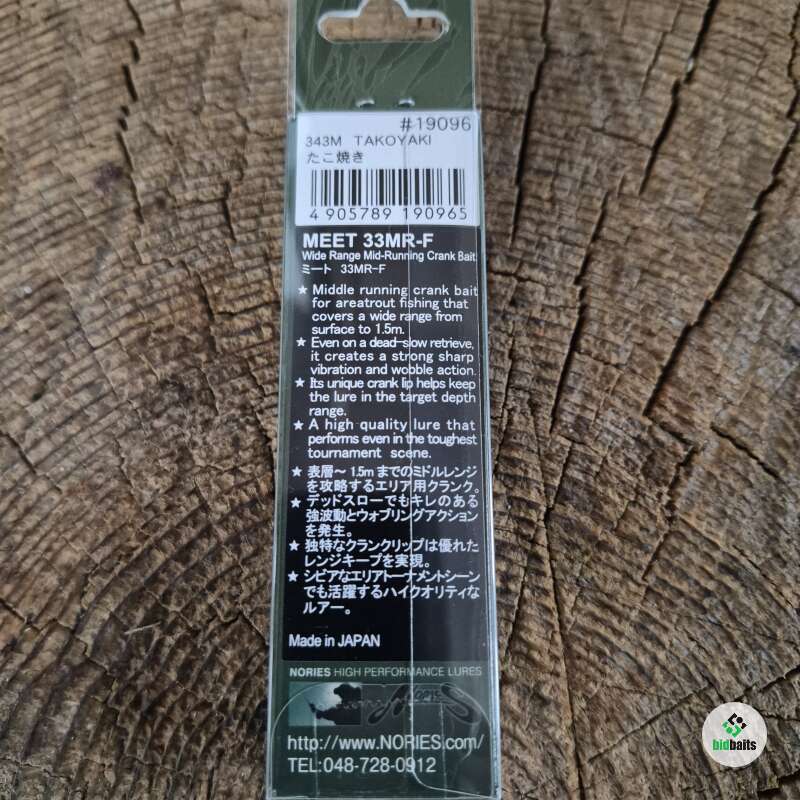 #19096
343M TAKOYAKI
たこ焼き
4 905789 190965
MEET 33MR-F
Wide Range Mid-Running Crank Bait
ミート 33MR-F
★ Middle running crank bait
for areatrout fishing that
covers a wide range from
surface to 1.5m.
★ Even on a dead-slow retrieve,
it creates a strong sharp
vibration and wobble action.
★ Its unique crank lip helps keep
the lure in the target depth
range.
★ A high quality lure that
performs even in the toughest
tournament scene.
★ 表層～1.5mまでのミドルレンジ
を攻略するエリア用クランク。
★ デッドスローでもキレのある
強波動とウォブリングアクション
を発生。
★ 独特なクランクリップは優れた
レンジキープを実現。
★ シビアなエリアトーナメントシーン
でも活躍するハイクオリティな
ルアー。
Made in JAPAN
NORIES HIGH PERFORMANCE LURES
Nories
http://www.NORIES.com/
TEL:048-728-0912
bidbaits